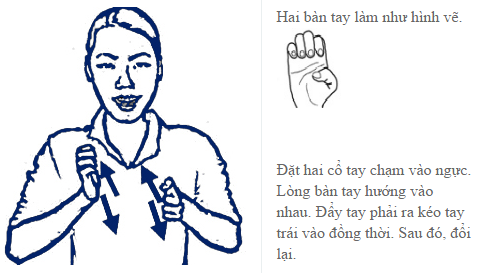 Hai bàn tay làm như hình vẽ.
Đặt hai cổ tay chạm vào ngực.
Lòng bàn tay hướng vào
nhau. Đẩy tay phải ra kéo tay
trái vào đồng thời. Sau đó, đổi
lại.